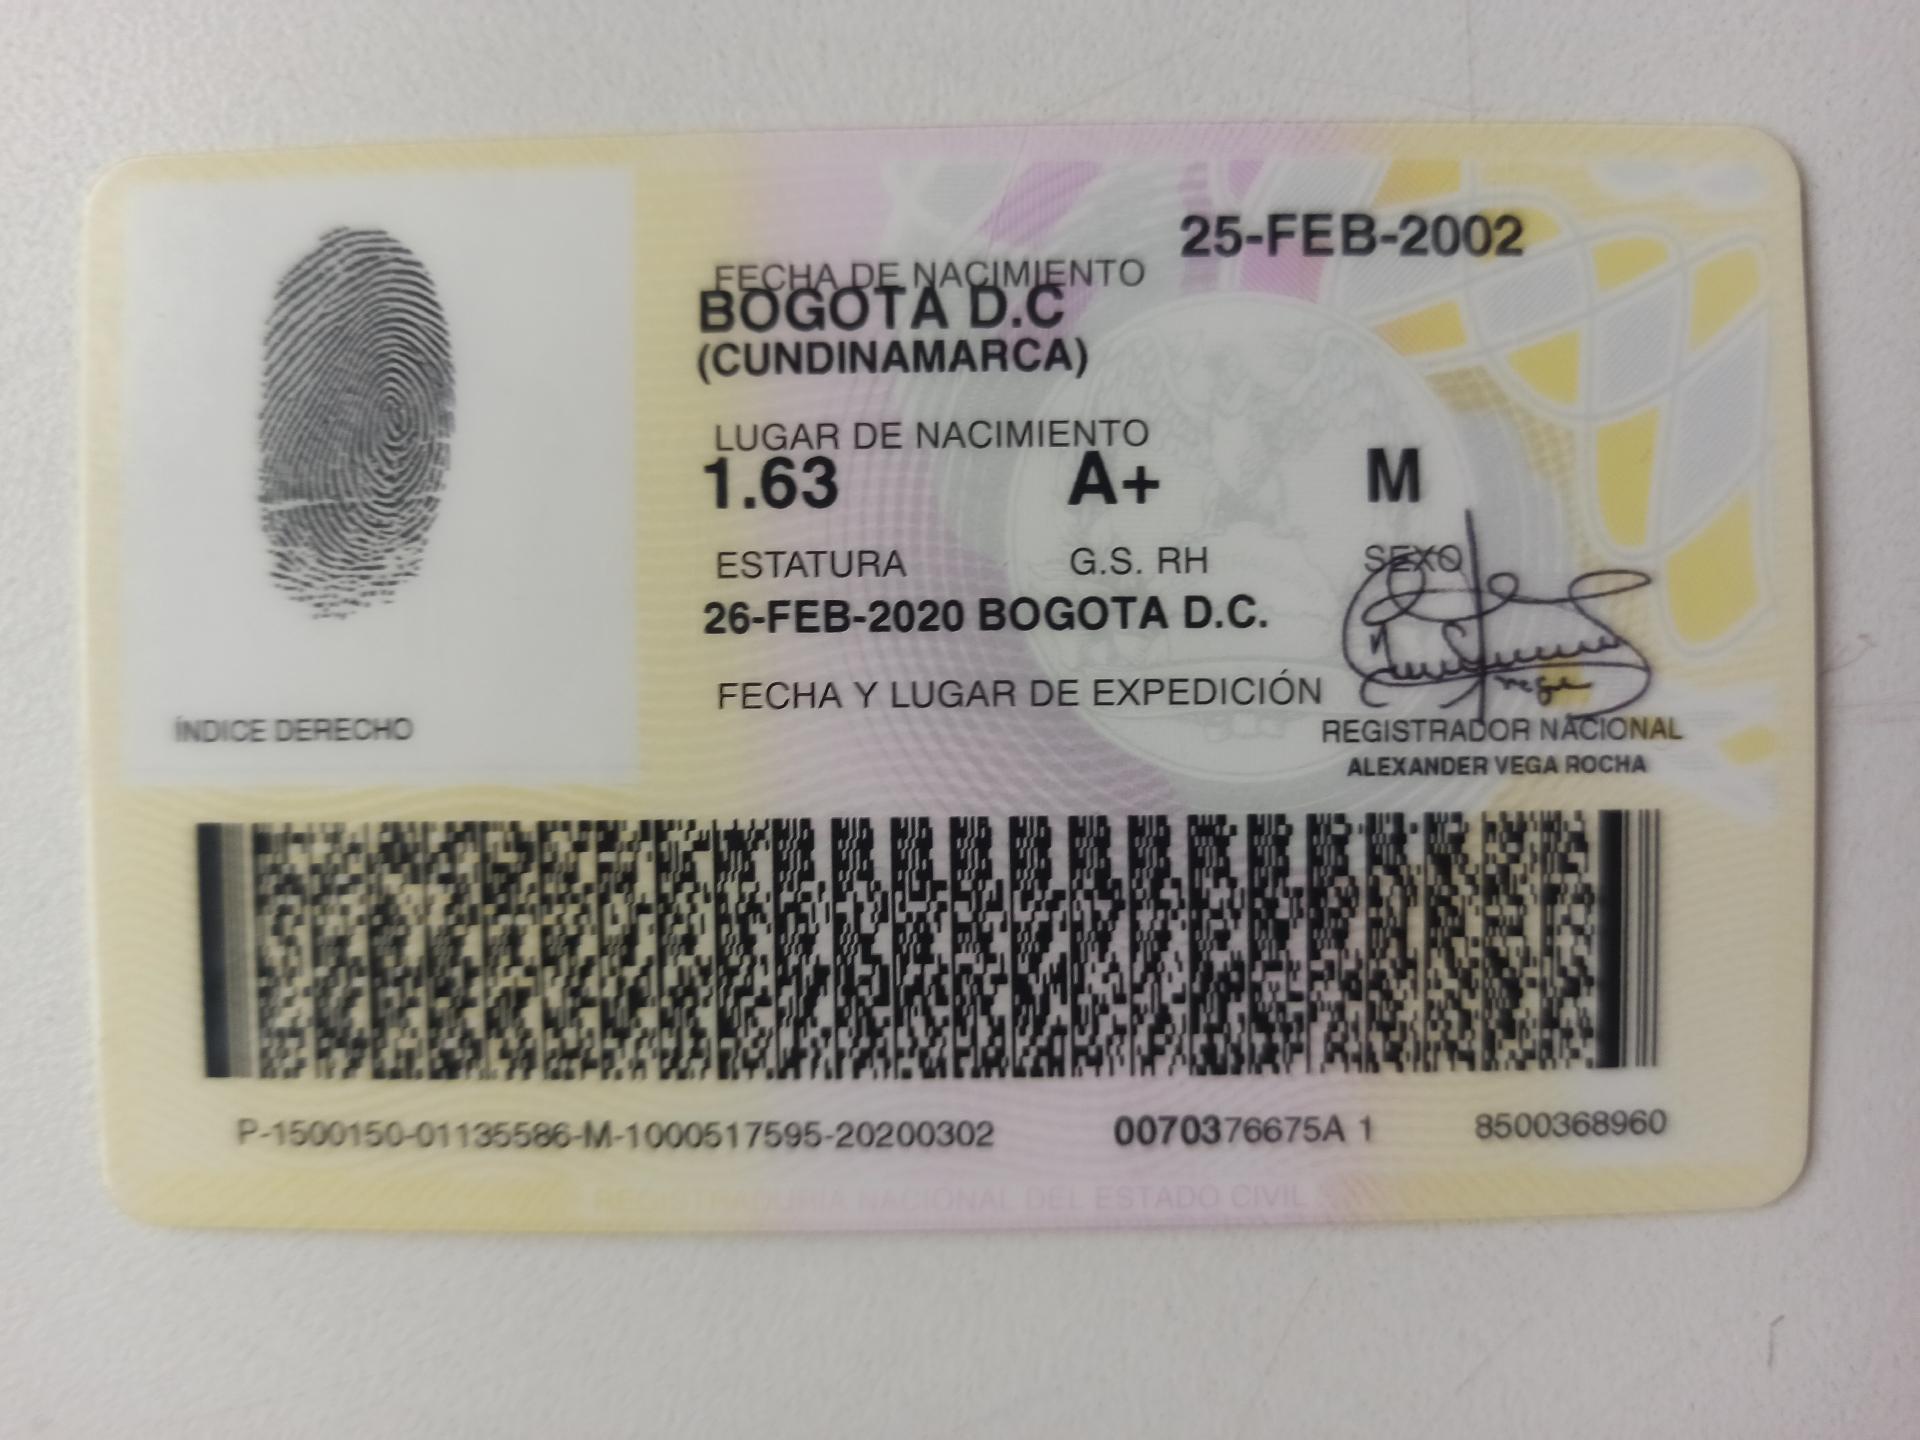 25-FEB-2002
FECHA DE NACIMIENTO
BOGOTA D.C
(CUNDINAMARCA)
LUGAR DE NACIMIENTO
1.63 A+ M
ESTATURA G.S. RH SEXO
26-FEB-2020 BOGOTA D.C.
FECHA Y LUGAR DE EXPEDICIÓN
ÍNDICE DERECHO
REGISTRADOR NACIONAL
ALEXANDER VEGA ROCHA
P-1500150-01135586-M-1000517595-20200302 0070376675A 1 8500368960
REGISTRADURIA NACIONAL DEL ESTADO CIVIL